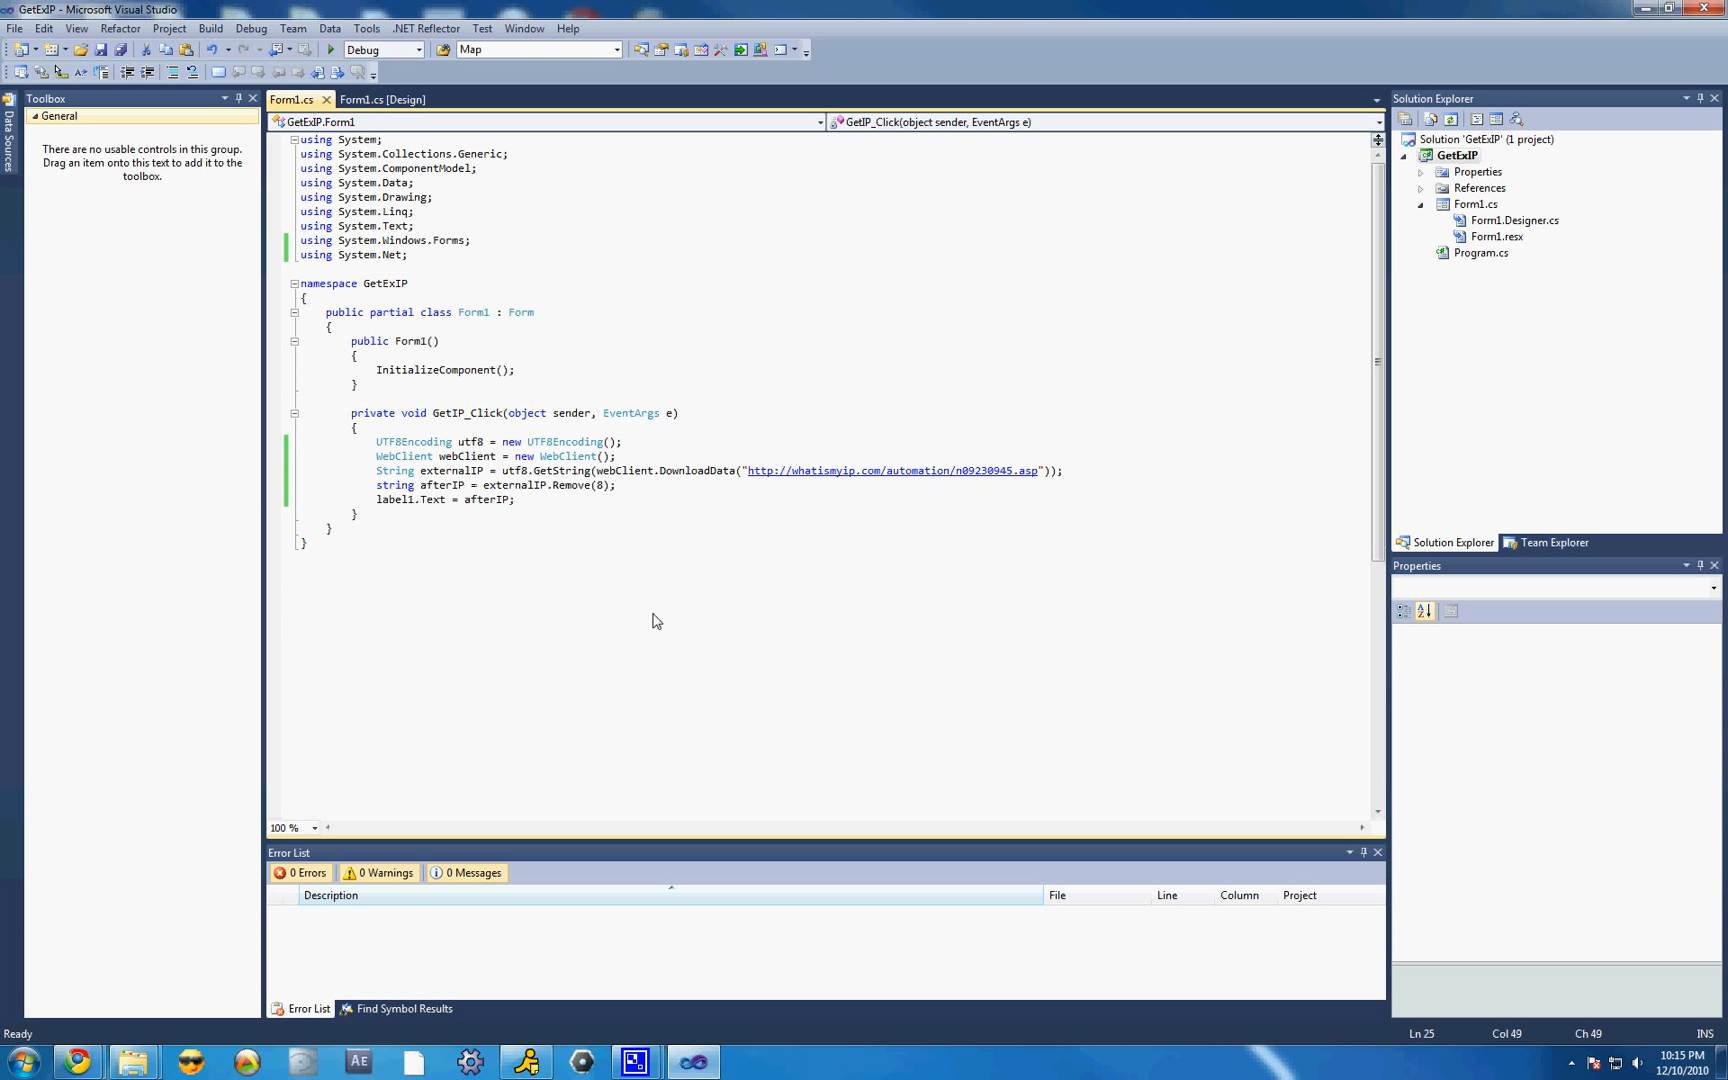 GetExIP - Microsoft Visual Studio
File Edit View Refactor Project Build Debug Team Data Tools .NET Reflector Test Window Help
Debug Map
Data Sources
Toolbox
General
There are no usable controls in this group.
Drag an item onto this text to add it to the
toolbox.
Form1.cs Form1.cs [Design]
GetExIP.Form1 GetIP_Click(object sender, EventArgs e)
using System;
using System.Collections.Generic;
using System.ComponentModel;
using System.Data;
using System.Drawing;
using System.Linq;
using System.Text;
using System.Windows.Forms;
using System.Net;
namespace GetExIP
{
public partial class Form1 : Form
{
public Form1()
{
InitializeComponent();
}
private void GetIP_Click(object sender, EventArgs e)
{
UTF8Encoding utf8 = new UTF8Encoding();
WebClient webClient = new WebClient();
String externalIP = utf8.GetString(webClient.DownloadData("http://whatismyip.com/automation/n09230945.asp"));
string afterIP = externalIP.Remove(8);
label1.Text = afterIP;
}
}
}
100 %
Error List
0 Errors 0 Warnings 0 Messages
Description File Line Column Project
Error List Find Symbol Results
Solution Explorer
Solution 'GetExIP' (1 project)
GetExIP
Properties
References
Form1.cs
Form1.Designer.cs
Form1.resx
Program.cs
Solution Explorer Team Explorer
Properties
Ready Ln 25 Col 49 Ch 49 INS
AE
10:15 PM
12/10/2010